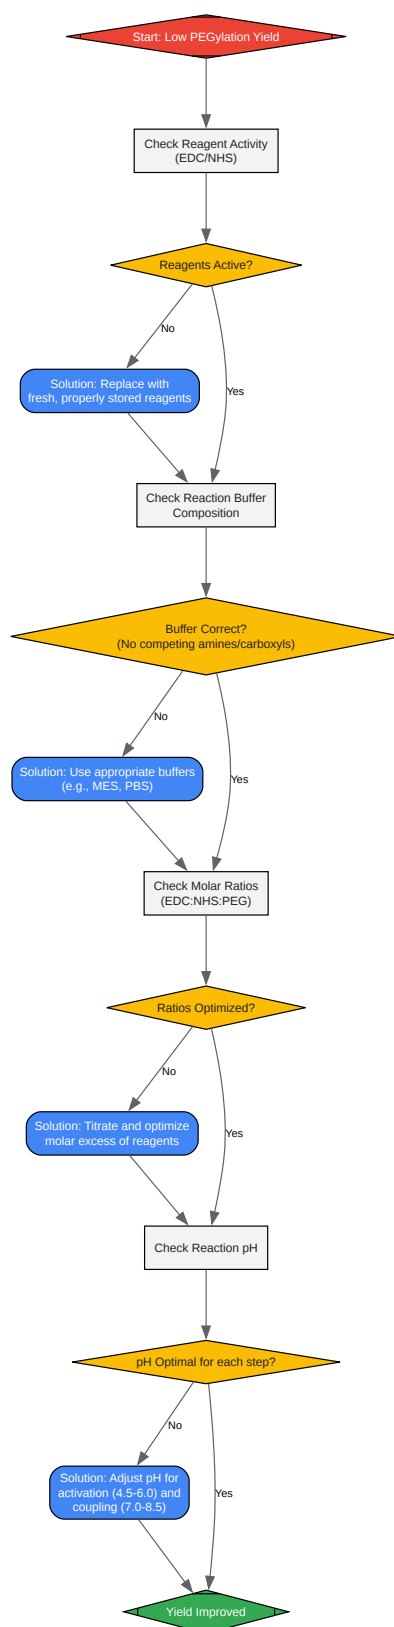 Start: Low PEGylation Yield
Check Reagent Activity
(EDC/NHS)
Reagents Active?
No
Yes
Solution: Replace with
fresh, properly stored reagents
Check Reaction Buffer
Composition
Buffer Correct?
(No competing amines/carboxyls)
No
Yes
Solution: Use appropriate buffers
(e.g., MES, PBS)
Check Molar Ratios
(EDC:NHS:PEG)
Ratios Optimized?
No
Yes
Solution: Titrate and optimize
molar excess of reagents
Check Reaction pH
pH Optimal for each step?
No
Yes
Solution: Adjust pH for
activation (4.5-6.0) and
coupling (7.0-8.5)
Yield Improved